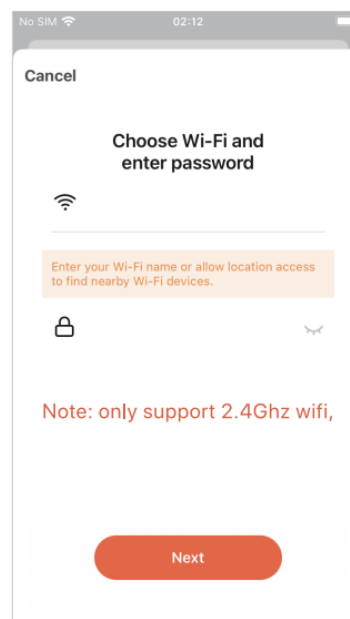 No SIM 02:12
Cancel
Choose Wi-Fi and
enter password
Enter your Wi-Fi name or allow location access
to find nearby Wi-Fi devices.
Note: only support 2.4Ghz wifi,
Next